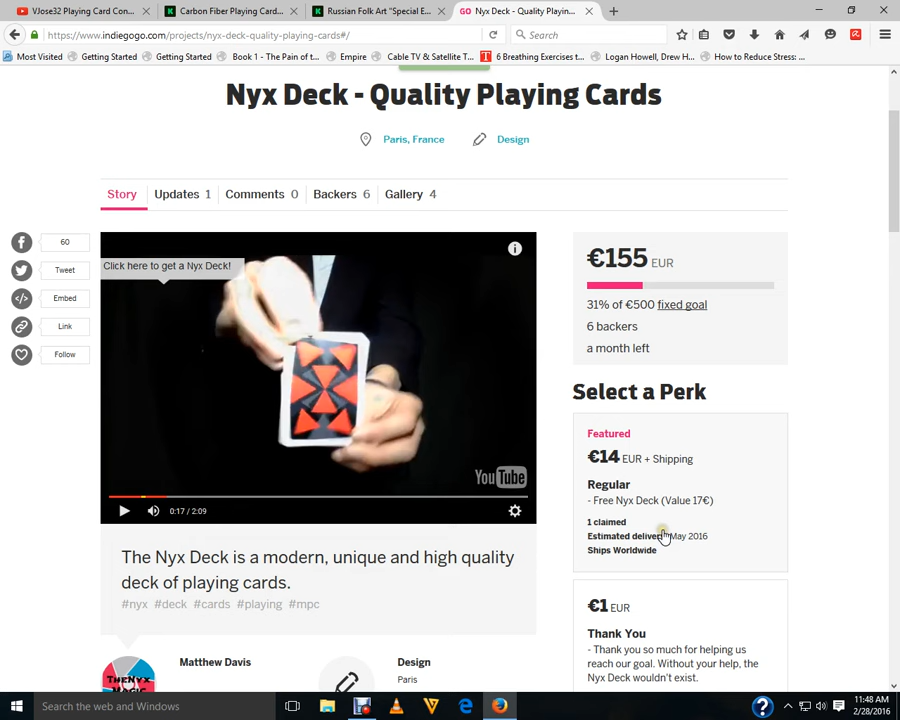 VJose32 Playing Card Con...
Carbon Fiber Playing Card...
Russian Folk Art "Special E...
GO Nyx Deck - Quality Playin...
https://www.indiegogo.com/projects/nyx-deck-quality-playing-cards#/
Search
Most Visited
Getting Started
Getting Started
Book 1 - The Pain of t...
Empire
Cable TV & Satellite T...
6 Breathing Exercises t...
Logan Howell, Drew H...
How to Reduce Stress: ...
Nyx Deck - Quality Playing Cards
Paris, France
Design
Story
Updates 1
Comments 0
Backers 6
Gallery 4
60
Tweet
Embed
Link
Follow
Click here to get a Nyx Deck!
YouTube
0:17 / 2:09
€155 EUR
31% of €500 fixed goal
6 backers
a month left
Select a Perk
Featured
€14 EUR + Shipping
Regular
- Free Nyx Deck (Value 17€)
1 claimed
Estimated deliver May 2016
Ships Worldwide
€1 EUR
Thank You
- Thank you so much for helping us
reach our goal. Without your help, the
Nyx Deck wouldn't exist.
The Nyx Deck is a modern, unique and high quality
deck of playing cards.
#nyx #deck #cards #playing #mpc
THENYX
MAGIC
Matthew Davis
Design
Paris
Search the web and Windows
11:48 AM
2/28/2016